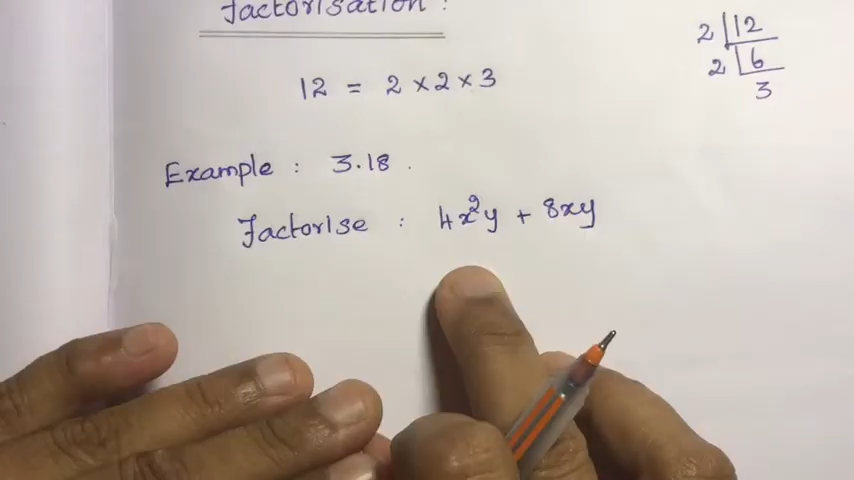 Factorisation :
12 = 2 × 2 × 3
2 | 12
2 | 6
3
Example : 3.18 .
Factorise : 4x²y + 8xy